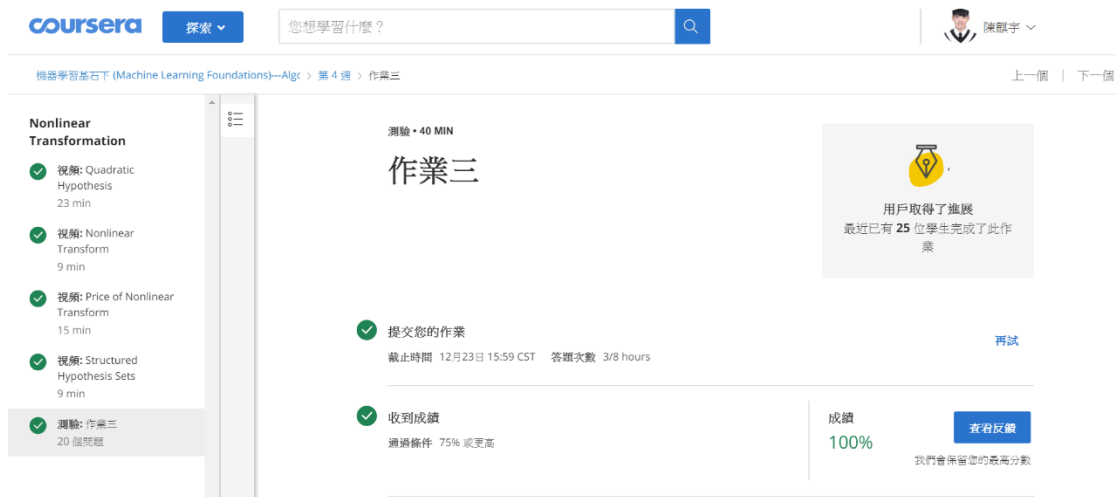 coursera
探索
您想學習什麼？
陳麒宇
機器學習基石下 (Machine Learning Foundations)---Algc > 第 4 週 > 作業三
上一個 | 下一個
Nonlinear
Transformation
視頻: Quadratic
Hypothesis
23 min
視頻: Nonlinear
Transform
9 min
視頻: Price of Nonlinear
Transform
15 min
視頻: Structured
Hypothesis Sets
9 min
測驗: 作業三
20 個問題
測驗 • 40 MIN
作業三
用戶取得了進展
最近已有 25 位學生完成了此作
業
提交您的作業
截止時間 12月23日 15:59 CST 答題次數 3/8 hours
再試
收到成績
通過條件 75% 或更高
成績
100%
查看反饋
我們會保留您的最高分數